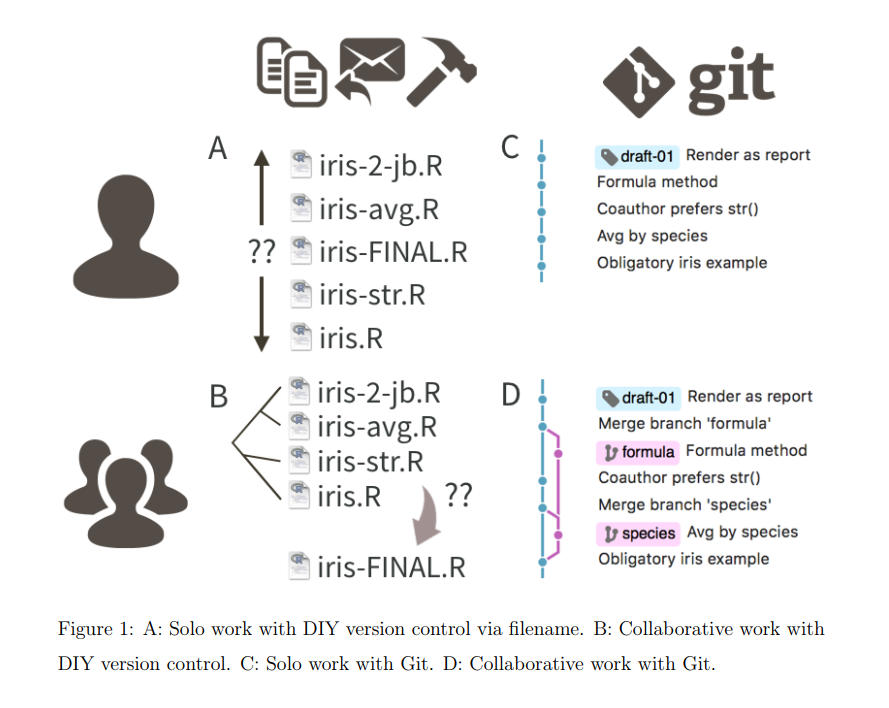 git
A
iris-2-jb.R
iris-avg.R
??
iris-FINAL.R
iris-str.R
iris.R
C
draft-01 Render as report
Formula method
Coauthor prefers str()
Avg by species
Obligatory iris example
B
iris-2-jb.R
iris-avg.R
iris-str.R
iris.R
??
iris-FINAL.R
D
draft-01 Render as report
Merge branch 'formula'
formula Formula method
Coauthor prefers str()
Merge branch 'species'
species Avg by species
Obligatory iris example
Figure 1: A: Solo work with DIY version control via filename. B: Collaborative work with
DIY version control. C: Solo work with Git. D: Collaborative work with Git.